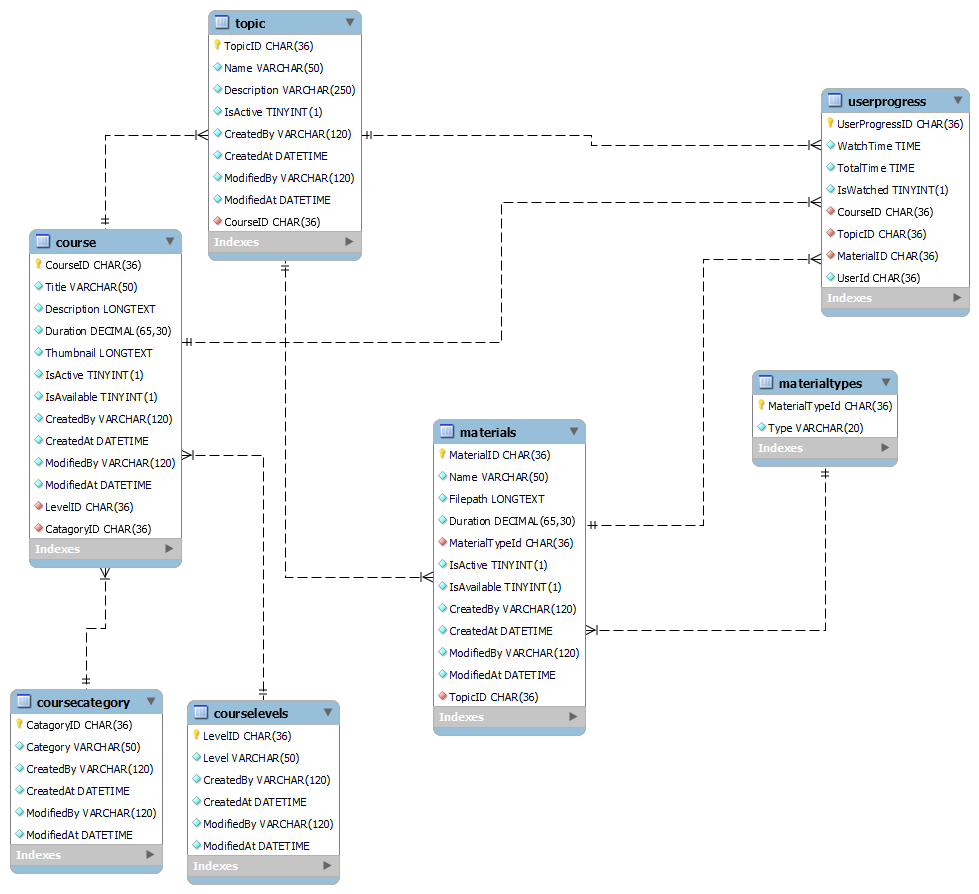 topic
TopicID CHAR(36)
Name VARCHAR(50)
Description VARCHAR(250)
IsActive TINYINT(1)
CreatedBy VARCHAR(120)
CreatedAt DATETIME
ModifiedBy VARCHAR(120)
ModifiedAt DATETIME
CourseID CHAR(36)
Indexes
userprogress
UserProgressID CHAR(36)
WatchTime TIME
TotalTime TIME
IsWatched TINYINT(1)
CourseID CHAR(36)
TopicID CHAR(36)
MaterialID CHAR(36)
UserId CHAR(36)
Indexes
course
CourseID CHAR(36)
Title VARCHAR(50)
Description LONGTEXT
Duration DECIMAL(65,30)
Thumbnail LONGTEXT
IsActive TINYINT(1)
IsAvailable TINYINT(1)
CreatedBy VARCHAR(120)
CreatedAt DATETIME
ModifiedBy VARCHAR(120)
ModifiedAt DATETIME
LevelID CHAR(36)
CatagoryID CHAR(36)
Indexes
materialtypes
MaterialTypeId CHAR(36)
Type VARCHAR(20)
Indexes
materials
MaterialID CHAR(36)
Name VARCHAR(50)
Filepath LONGTEXT
Duration DECIMAL(65,30)
MaterialTypeId CHAR(36)
IsActive TINYINT(1)
IsAvailable TINYINT(1)
CreatedBy VARCHAR(120)
CreatedAt DATETIME
ModifiedBy VARCHAR(120)
ModifiedAt DATETIME
TopicID CHAR(36)
Indexes
coursecategory
CatagoryID CHAR(36)
Category VARCHAR(50)
CreatedBy VARCHAR(120)
CreatedAt DATETIME
ModifiedBy VARCHAR(120)
ModifiedAt DATETIME
Indexes
courselevels
LevelID CHAR(36)
Level VARCHAR(50)
CreatedBy VARCHAR(120)
CreatedAt DATETIME
ModifiedBy VARCHAR(120)
ModifiedAt DATETIME
Indexes